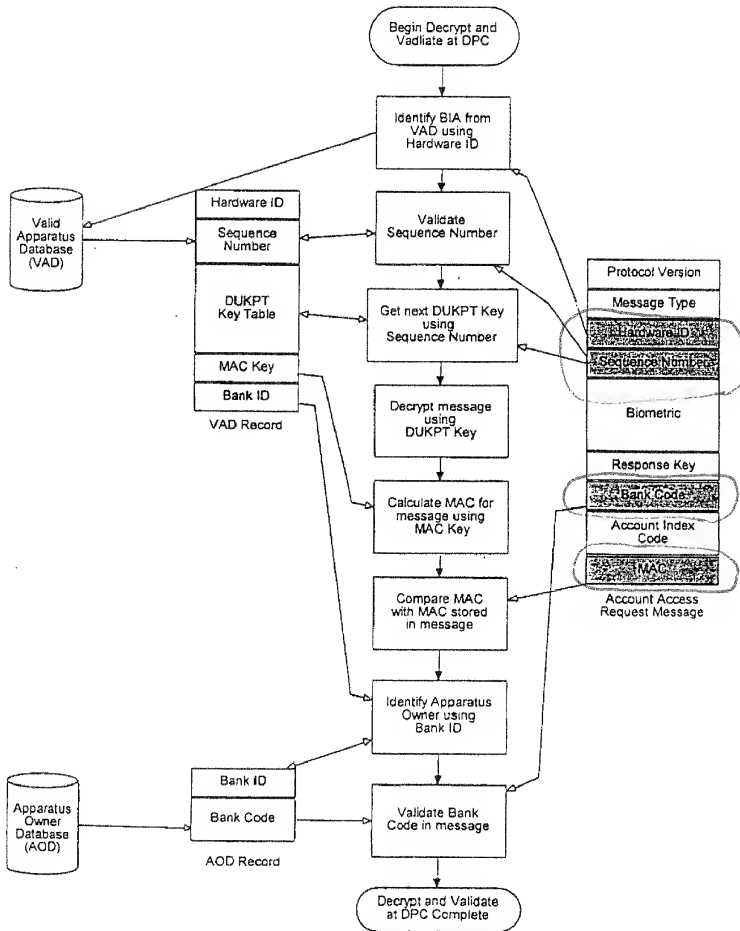 Begin Decrypt and
Vadliate at DPC
Identify BIA from
VAD using
Hardware ID
Valid
Apparatus
Database
(VAD)
Hardware ID
Sequence
Number
DUKPT
Key Table
MAC Key
Bank ID
VAD Record
Validate
Sequence Number
Get next DUKPT Key
using
Sequence Number
Decrypt message
using
DUKPT Key
Calculate MAC for
message using
MAC Key
Compare MAC
with MAC stored
in message
Protocol Version
Message Type
Hardware ID
Sequence Number
Biometric
Response Key
Bank Code
Account Index
Code
MAC
Account Access
Request Message
Identify Apparatus
Owner using
Bank ID
Apparatus
Owner
Database
(AOD)
Bank ID
Bank Code
AOD Record
Validate Bank
Code in message
Decrypt and Validate
at DPC Complete